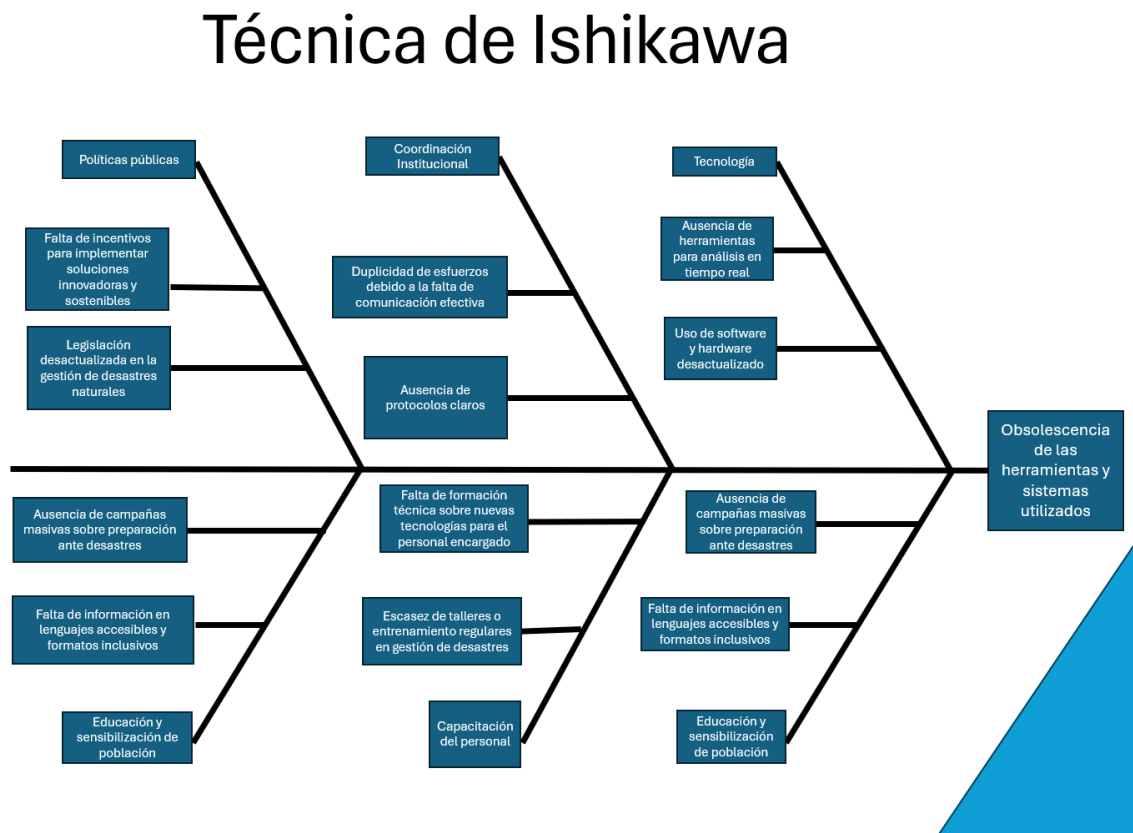 Técnica de Ishikawa
Políticas públicas
Falta de incentivos
para implementar
soluciones
innovadoras y
sostenibles
Legislación
desactualizada en la
gestión de desastres
naturales
Coordinación
Institucional
Duplicidad de esfuerzos
debido a la falta de
comunicación efectiva
Ausencia de
protocolos claros
Tecnología
Ausencia de
herramientas
para análisis en
tiempo real
Uso de software
y hardware
desactualizado
Obsolescencia
de las
herramientas y
sistemas
utilizados
Ausencia de campañas
masivas sobre preparación
ante desastres
Falta de información en
lenguajes accesibles y
formatos inclusivos
Educación y
sensibilización de
población
Falta de formación
técnica sobre nuevas
tecnologías para el
personal encargado
Escasez de talleres o
entrenamiento regulares
en gestión de desastres
Capacitación
del personal
Ausencia de
campañas masivas
sobre preparación
ante desastres
Falta de información en
lenguajes accesibles y
formatos inclusivos
Educación y
sensibilización
de población